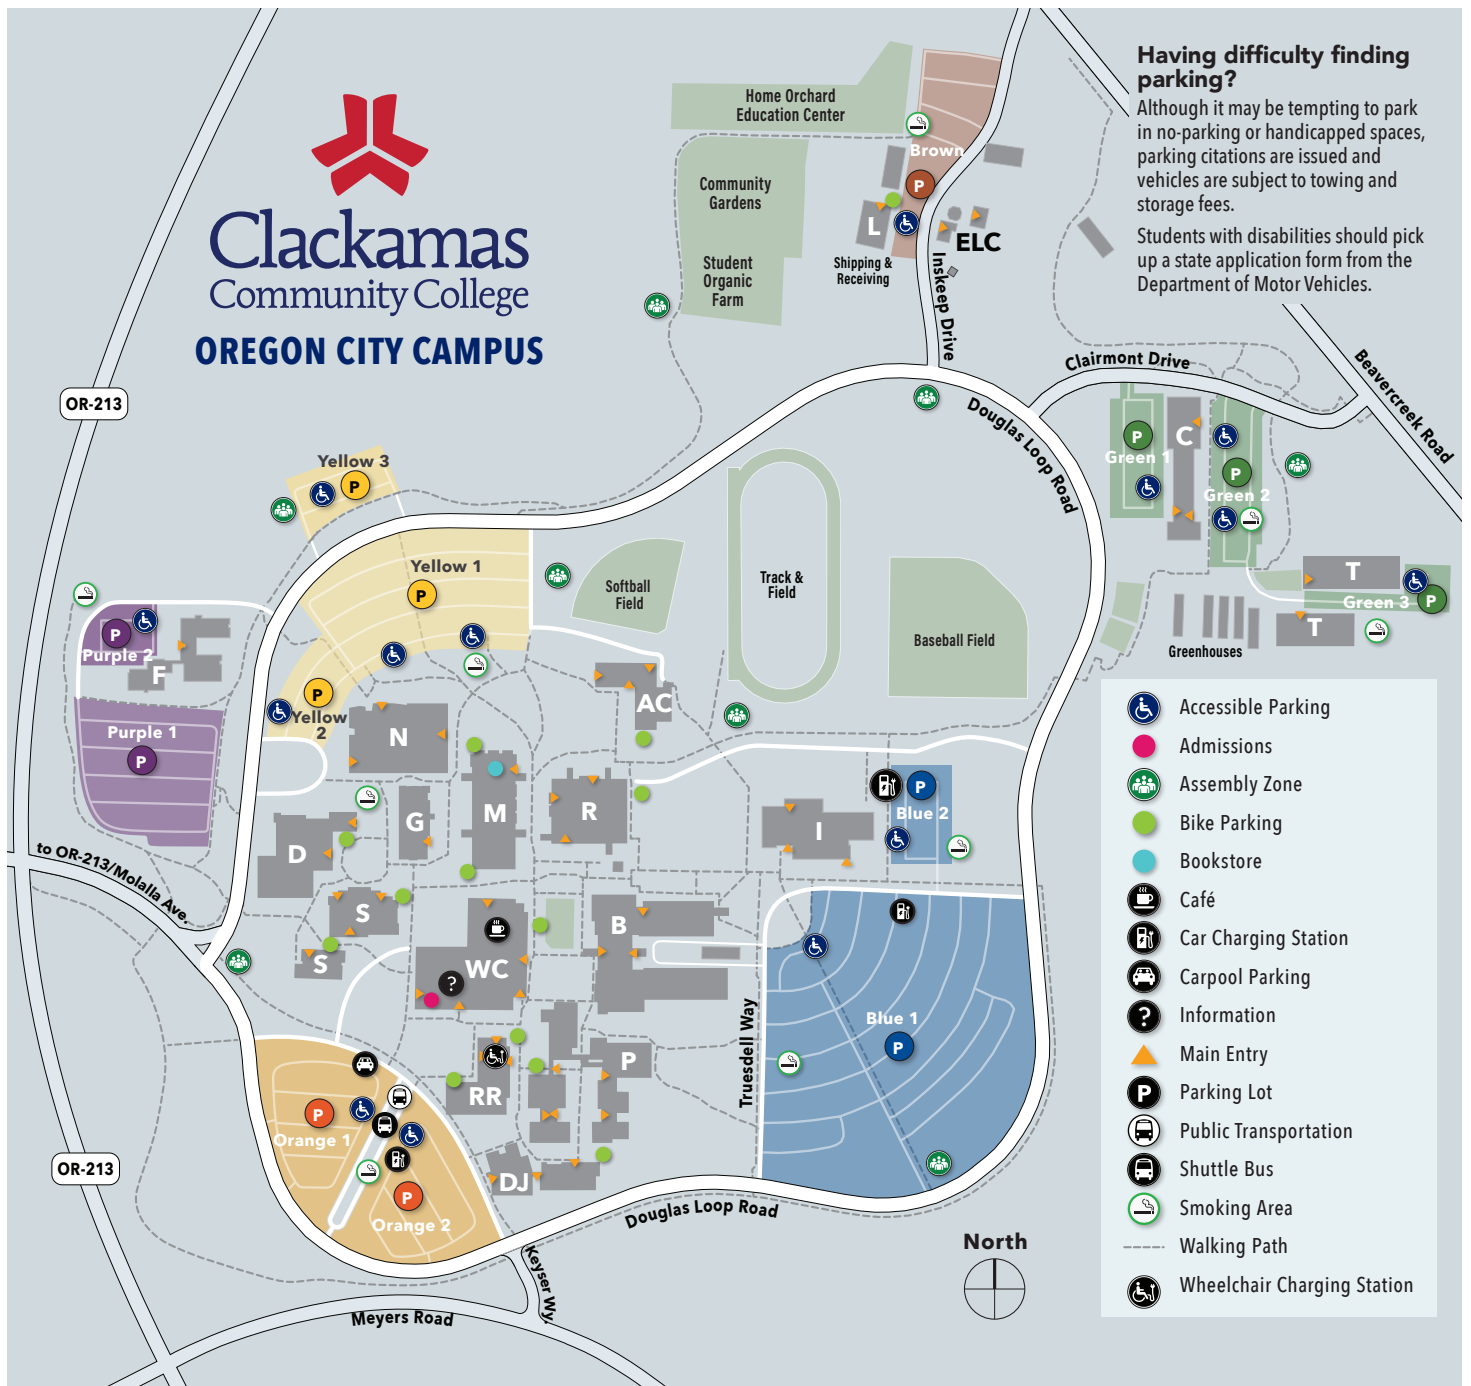 Having difficulty finding
parking?
Although it may be tempting to park
in no-parking or handicapped spaces,
parking citations are issued and
vehicles are subject to towing and
storage fees.
Students with disabilities should pick
up a state application form from the
Department of Motor Vehicles.
Clackamas
Community College
OREGON CITY CAMPUS
Home Orchard
Education Center
Brown
P
Community
Gardens
L
ELC
Shipping &
Receiving
Student
Organic
Farm
Inskeep Drive
Clairmont Drive
Beavercreek Road
OR-213
Douglas Loop Road
P
C
Green 1
P
Green 2
Yellow 3
P
Yellow 1
P
Softball
Field
Track &
Field
Baseball Field
T
Green 3
P
T
Greenhouses
P
Purple 2
F
Purple 1
P
P
Yellow
2
N
AC
M
R
G
D
I
P
Blue 2
to OR-213/Molalla Ave.
S
S
WC
?
B
Blue 1
P
Truesdell Way
P
RR
P
Orange 1
P
Orange 2
DJ
OR-213
Douglas Loop Road
Keyser Wy.
Meyers Road
North
Accessible Parking
Admissions
Assembly Zone
Bike Parking
Bookstore
Café
Car Charging Station
Carpool Parking
? Information
Main Entry
P Parking Lot
Public Transportation
Shuttle Bus
Smoking Area
Walking Path
Wheelchair Charging Station